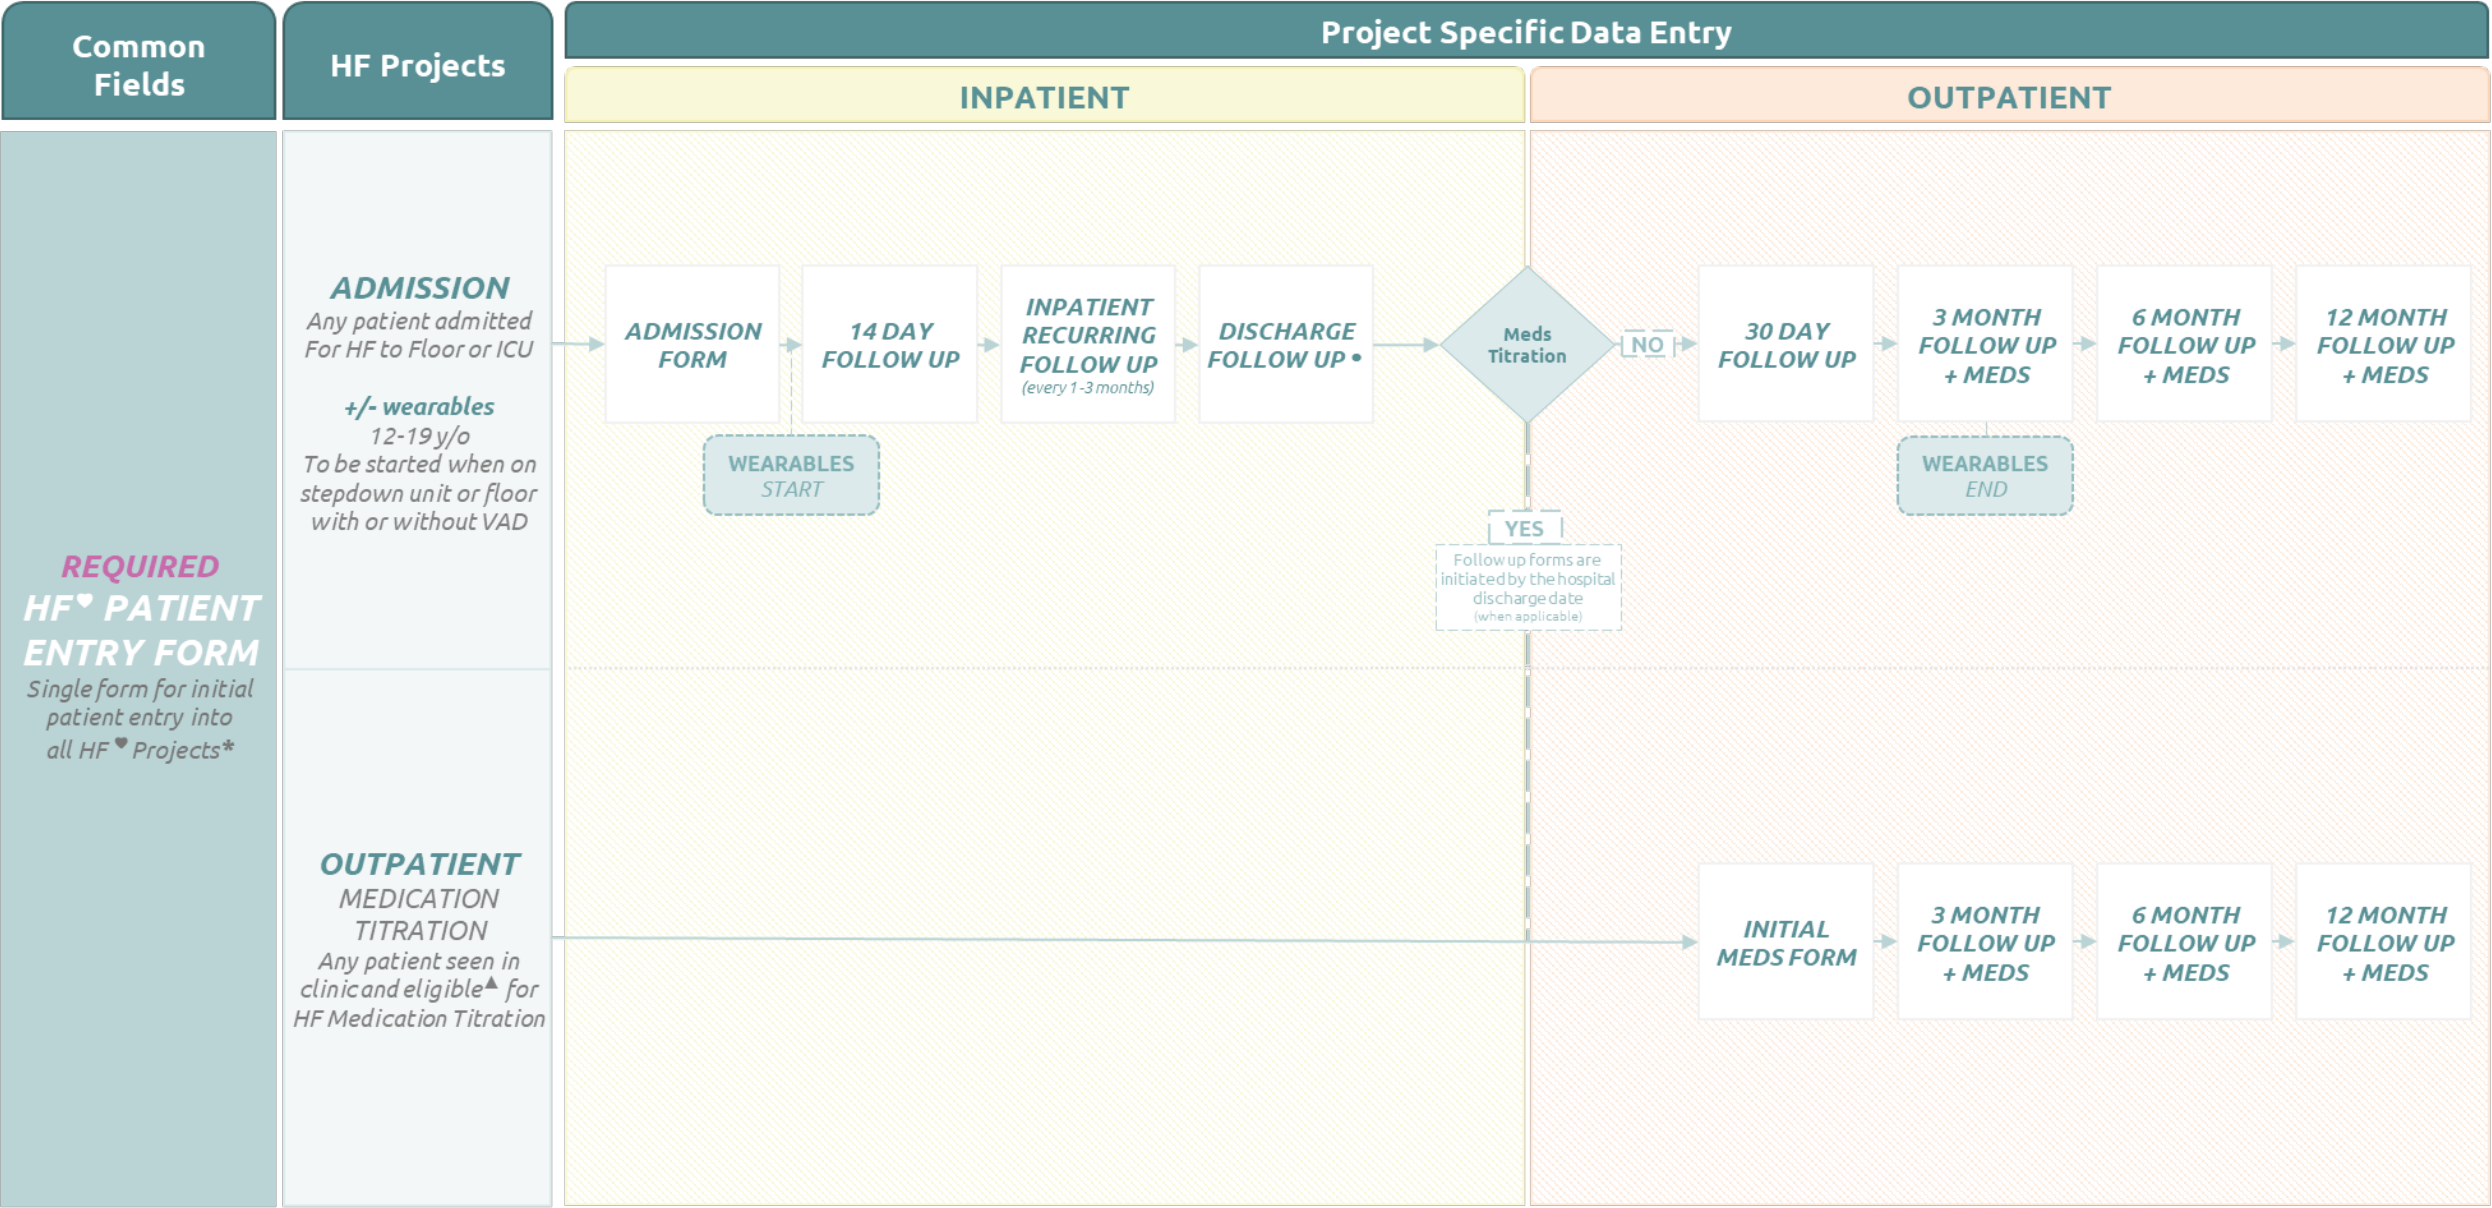 Common
Fields
HF Projects
Project Specific Data Entry
INPATIENT
OUTPATIENT
REQUIRED
HF♥ PATIENT
ENTRY FORM
Single form for initial
patient entry into
all HF ♥ Projects*
ADMISSION
Any patient admitted
For HF to Floor or ICU
+/- wearables
12-19 y/o
To be started when on
stepdown unit or floor
with or without VAD
ADMISSION
FORM
14 DAY
FOLLOW UP
INPATIENT
RECURRING
FOLLOW UP
(every 1-3 months)
DISCHARGE
FOLLOW UP •
Meds
Titration
NO
30 DAY
FOLLOW UP
3 MONTH
FOLLOW UP
+ MEDS
6 MONTH
FOLLOW UP
+ MEDS
12 MONTH
FOLLOW UP
+ MEDS
WEARABLES
START
WEARABLES
END
YES
Follow up forms are
initiated by the hospital
discharge date
(when applicable)
OUTPATIENT
MEDICATION
TITRATION
Any patient seen in
clinic and eligible▲ for
HF Medication Titration
INITIAL
MEDS FORM
3 MONTH
FOLLOW UP
+ MEDS
6 MONTH
FOLLOW UP
+ MEDS
12 MONTH
FOLLOW UP
+ MEDS